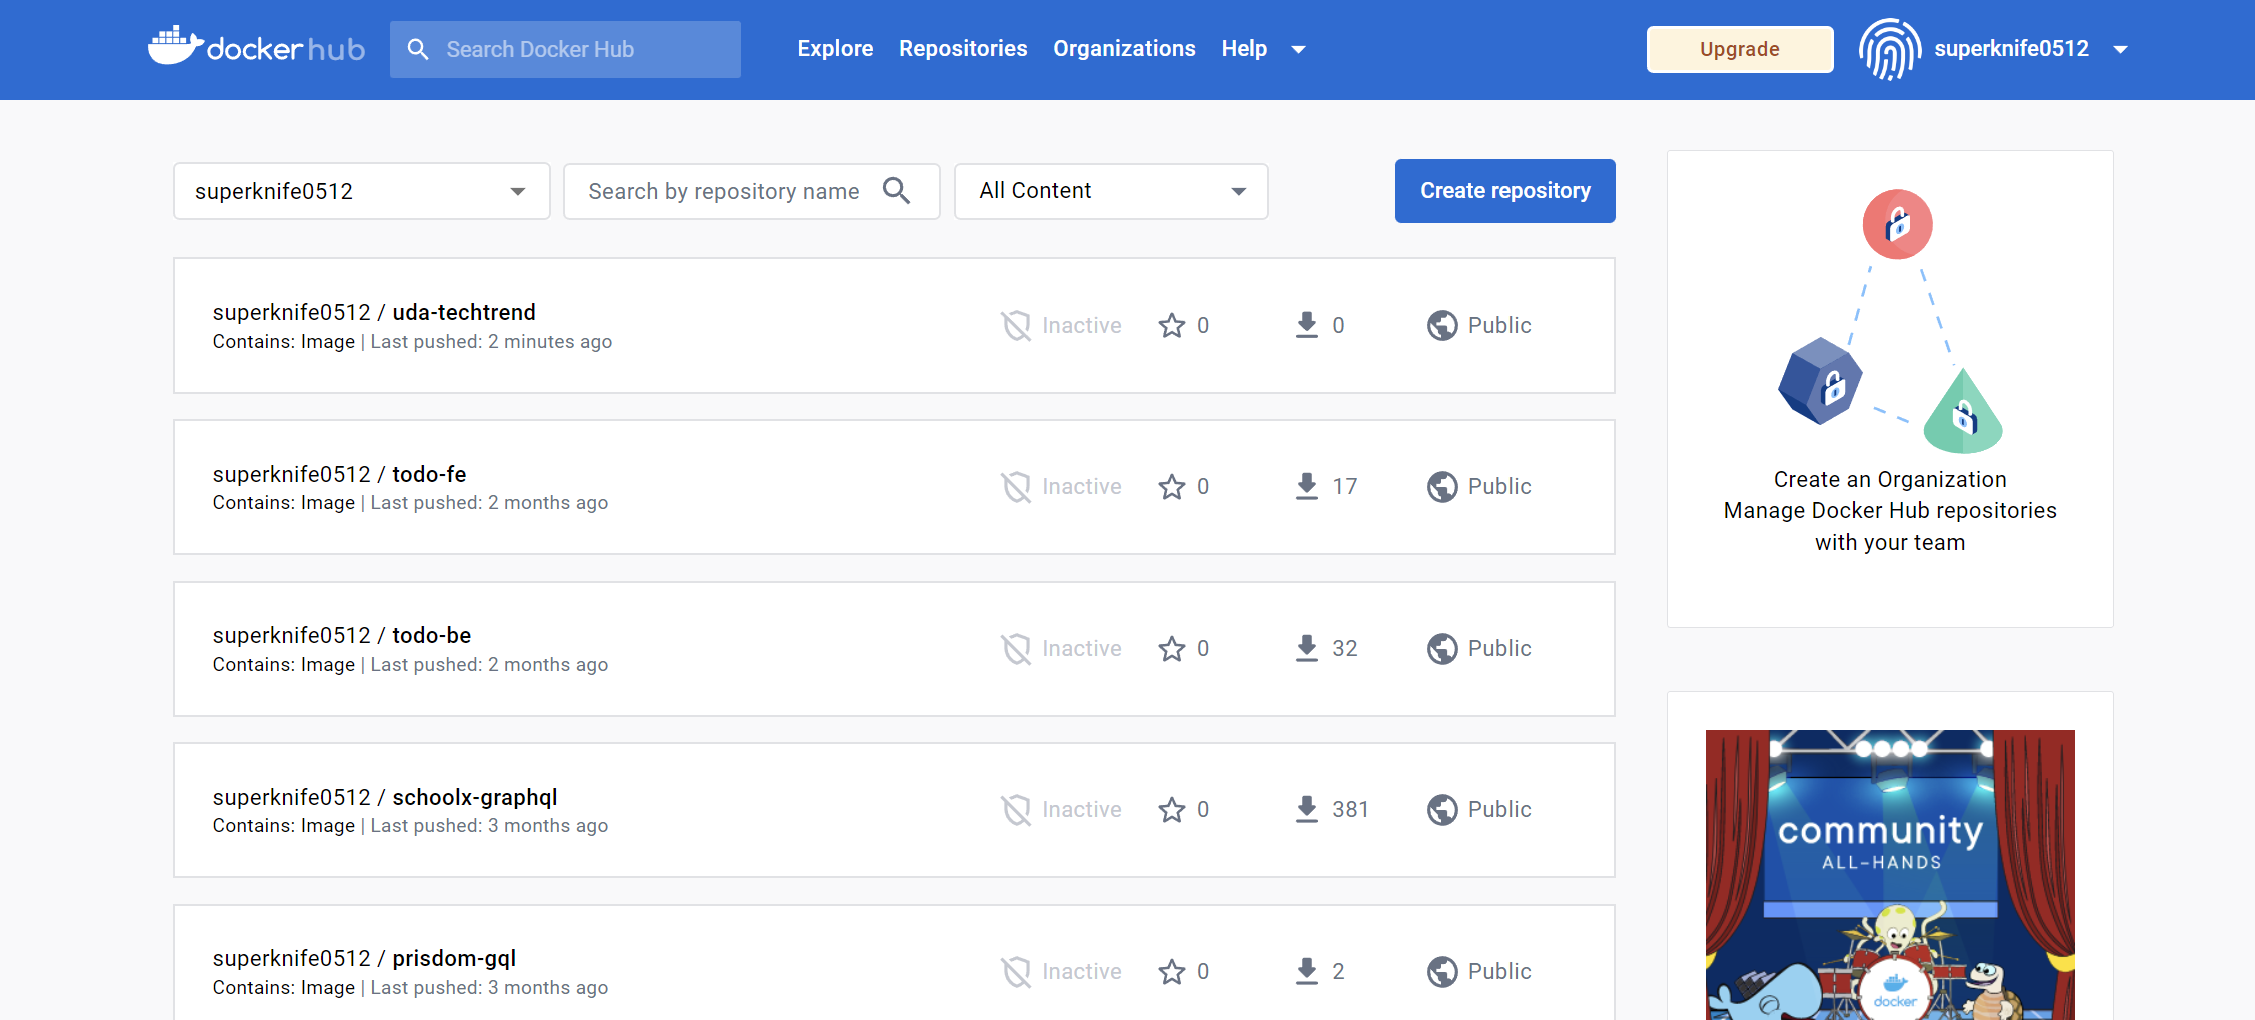 docker hub
Search Docker Hub
Explore Repositories Organizations Help
Upgrade
superknife0512
superknife0512
Search by repository name
All Content
Create repository
superknife0512 / uda-techtrend
Contains: Image | Last pushed: 2 minutes ago
Inactive 0 0 Public
superknife0512 / todo-fe
Contains: Image | Last pushed: 2 months ago
Inactive 0 17 Public
superknife0512 / todo-be
Contains: Image | Last pushed: 2 months ago
Inactive 0 32 Public
superknife0512 / schoolx-graphql
Contains: Image | Last pushed: 3 months ago
Inactive 0 381 Public
superknife0512 / prisdom-gql
Contains: Image | Last pushed: 3 months ago
Inactive 0 2 Public
Create an Organization
Manage Docker Hub repositories
with your team
community
ALL-HANDS
docker